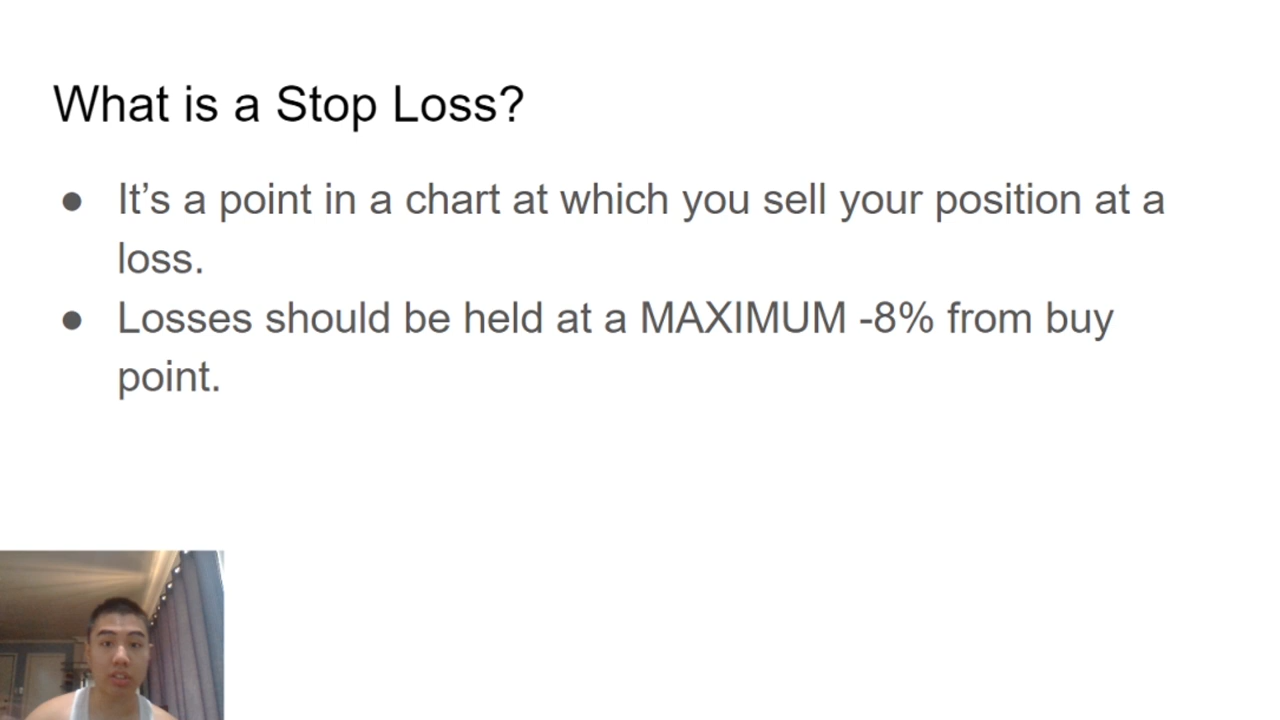 What is a Stop Loss?
● It’s a point in a chart at which you sell your position at a
loss.
● Losses should be held at a MAXIMUM -8% from buy
point.